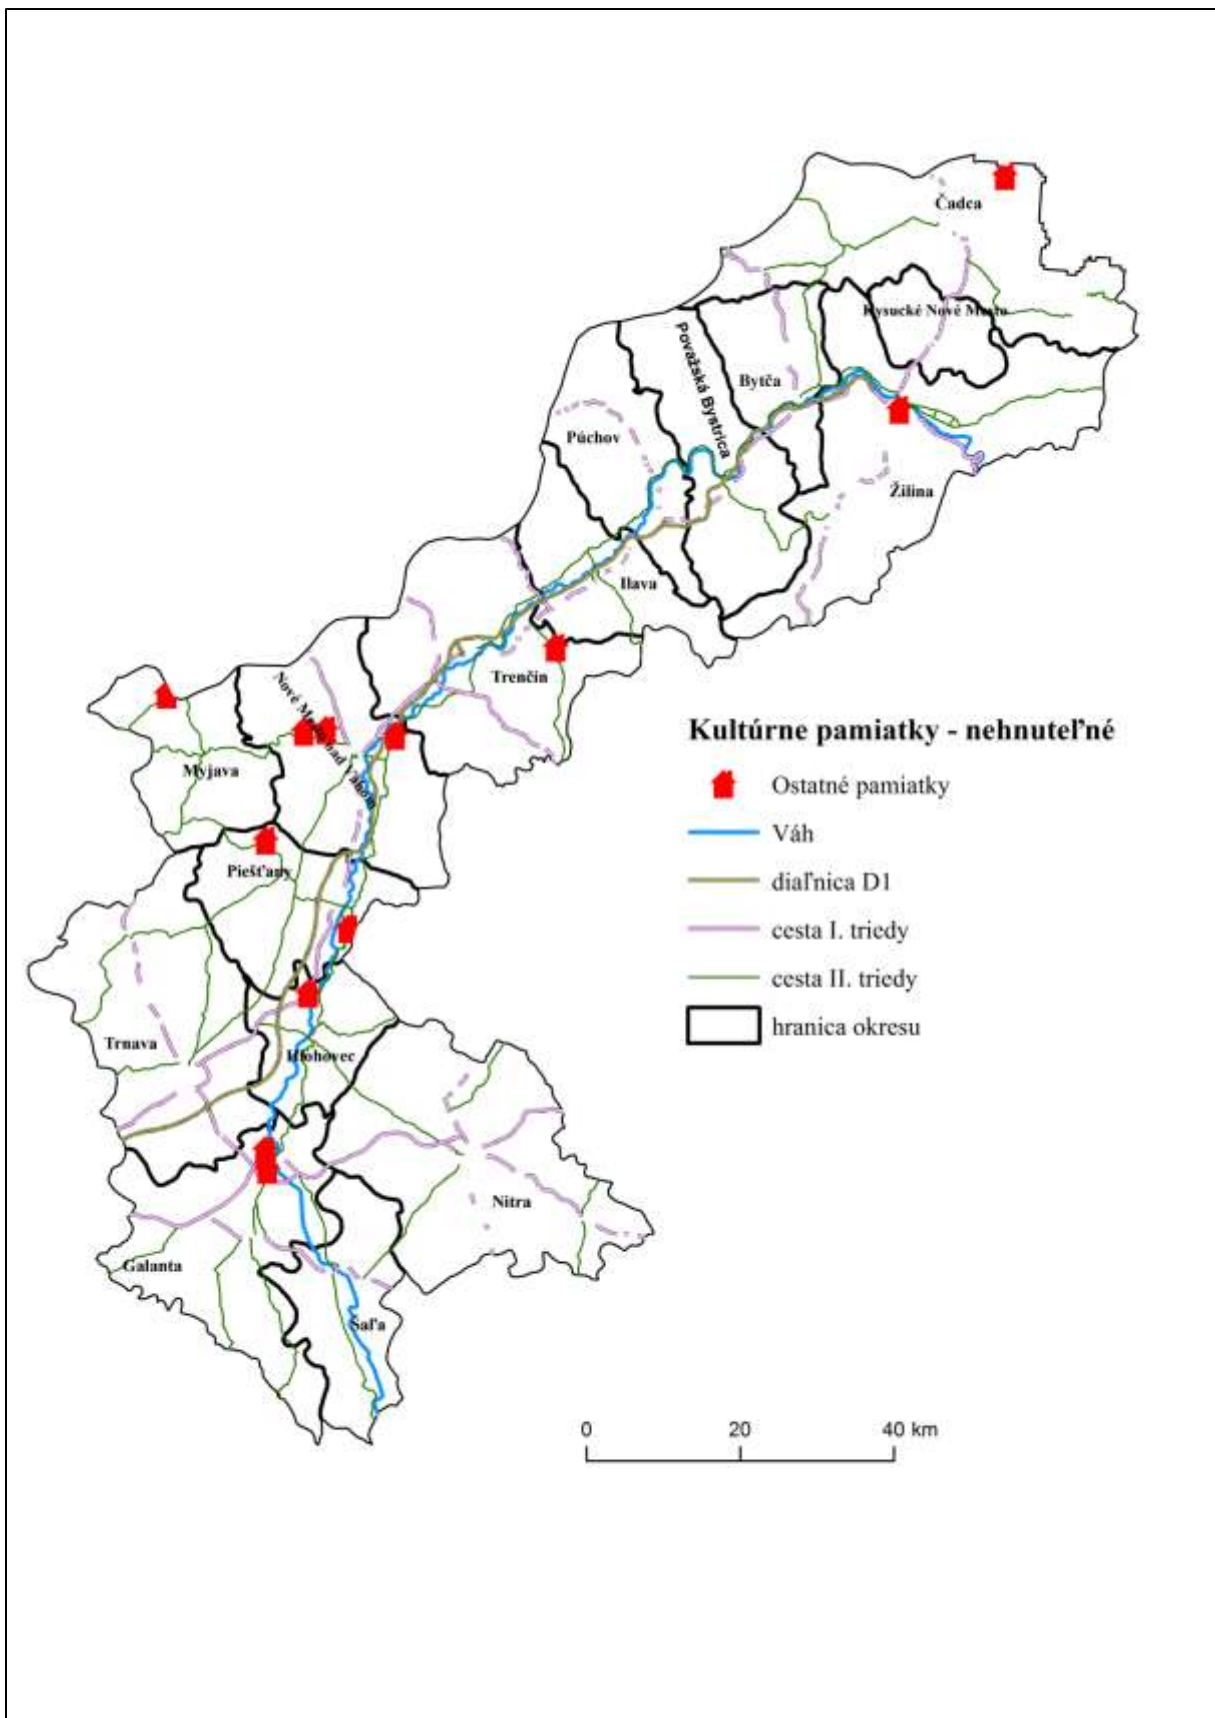 Čadca
Kysucké Nové Mesto
Považská Bystrica
Bytča
Púchov
Žilina
Ilava
Trenčín
Nové Mesto nad Váhom
Myjava
Piešťany
Trnava
Hlohovec
Nitra
Galanta
Šaľa
Kultúrne pamiatky - nehnuteľné
Ostatné pamiatky
Váh
diaľnica D1
cesta I. triedy
cesta II. triedy
hranica okresu
0 20 40 km